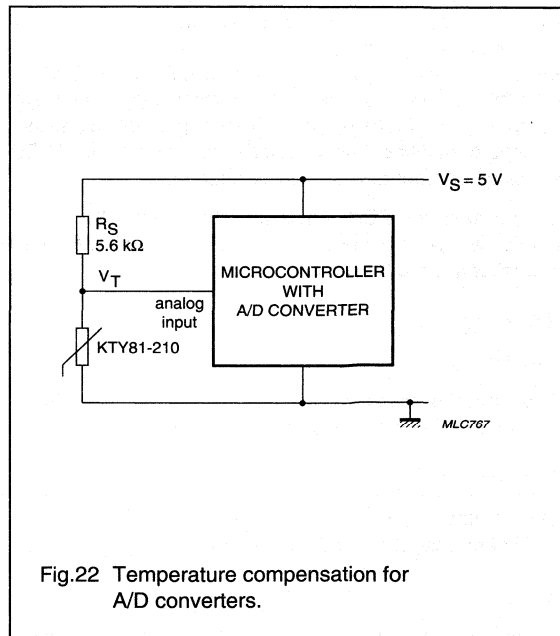 V_S = 5 V
R_S
5.6 kΩ
V_T
analog
input
MICROCONTROLLER
WITH
A/D CONVERTER
KTY81-210
MLC767
Fig.22 Temperature compensation for
A/D converters.